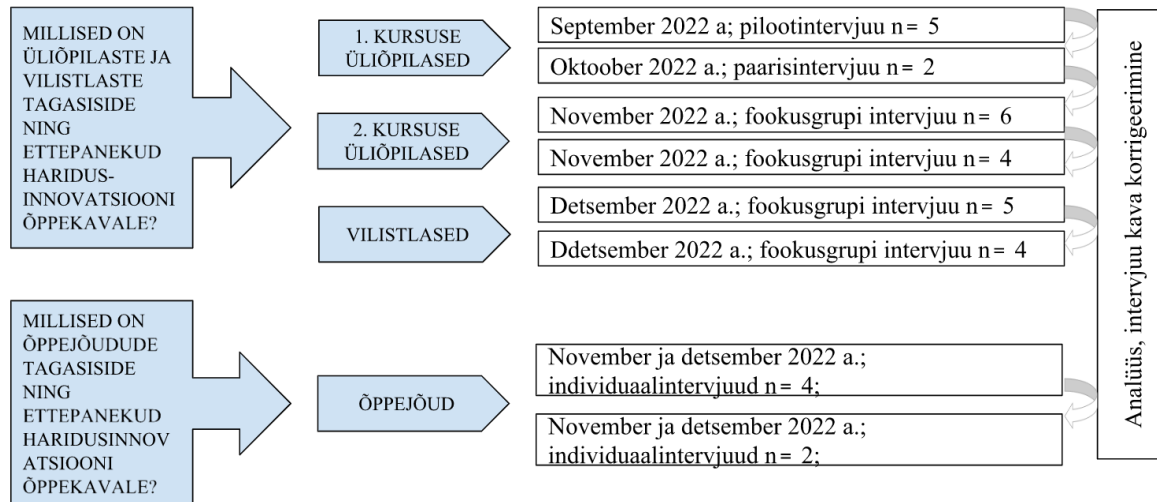 MILLISED ON
ÜLIÕPILASTE JA
VILISTLASTE
TAGASISIDE
NING
ETTEPANEKUD
HARIDUS-
INNOVATSIOONI
ÕPPEKAVALE?
1. KURSUSE
ÜLIÕPILASED
September 2022 a; pilootintervjuu n= 5
Oktoober 2022 a.; paarisintervjuu n= 2
2. KURSUSE
ÜLIÕPILASED
November 2022 a.; fookusgrupi intervjuu n= 6
November 2022 a.; fookusgrupi intervjuu n= 4
VILISTLASED
Detsember 2022 a.; fookusgrupi intervjuu n= 5
Ddetsember 2022 a.; fookusgrupi intervjuu n= 4
MILLISED ON
ÕPPEJÕUDUDE
TAGASISIDE
NING
ETTEPANEKUD
HARIDUSINNOV
ATSIOONI
ÕPPEKAVALE?
ÕPPEJÕUD
November ja detsember 2022 a.;
individuaalintervjuud n= 4;
November ja detsember 2022 a.;
individuaalintervjuud n= 2;
Analüüs, intervjuu kava korrigeerimine